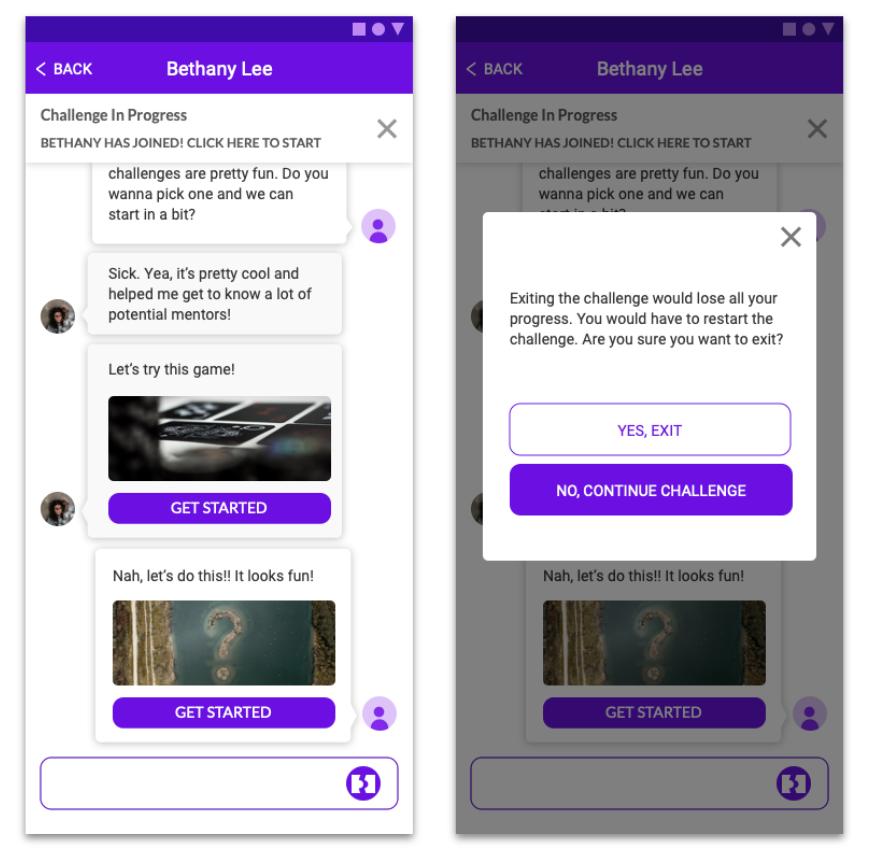 BACK
Bethany Lee
Challenge In Progress
BETHANY HAS JOINED! CLICK HERE TO START
challenges are pretty fun. Do you
wanna pick one and we can
start in a bit?
Sick. Yea, it's pretty cool and
helped me get to know a lot of
potential mentors!
Let's try this game!
GET STARTED
Nah, let's do this!! It looks fun!
?
GET STARTED
BACK
Bethany Lee
Challenge In Progress
BETHANY HAS JOINED! CLICK HERE TO START
challenges are pretty fun. Do you
wanna pick one and we can
start in a bit?
Exiting the challenge would lose all your
progress. You would have to restart the
challenge. Are you sure you want to exit?
YES, EXIT
NO, CONTINUE CHALLENGE
Nah, let's do this!! It looks fun!
?
GET STARTED